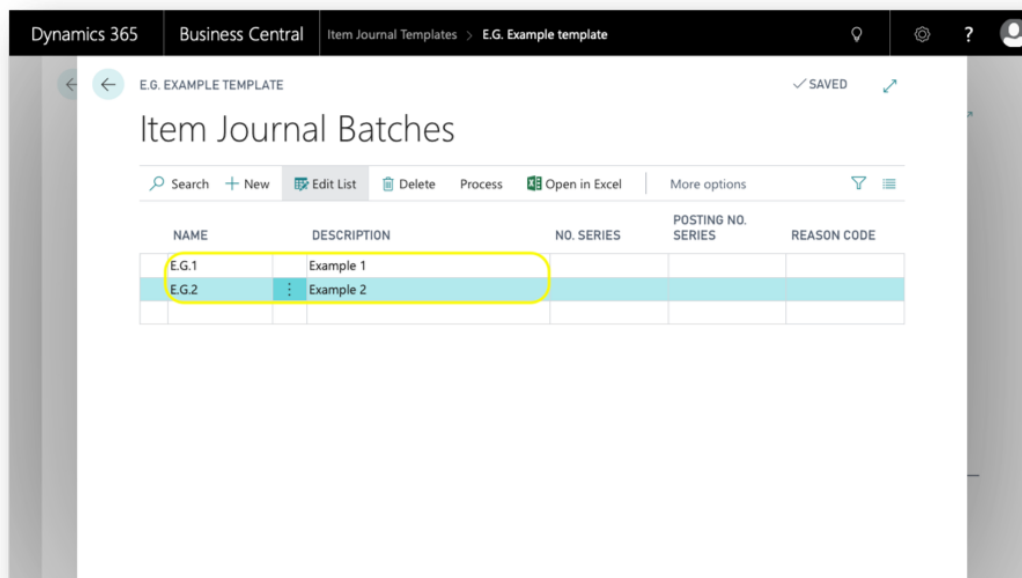 Dynamics 365 Business Central Item Journal Templates > E.G. Example template ?
E.G. EXAMPLE TEMPLATE ✓ SAVED
Item Journal Batches
Search + New Edit List Delete Process Open in Excel More options
NAME DESCRIPTION NO. SERIES POSTING NO. SERIES REASON CODE
E.G.1 Example 1
E.G.2 Example 2